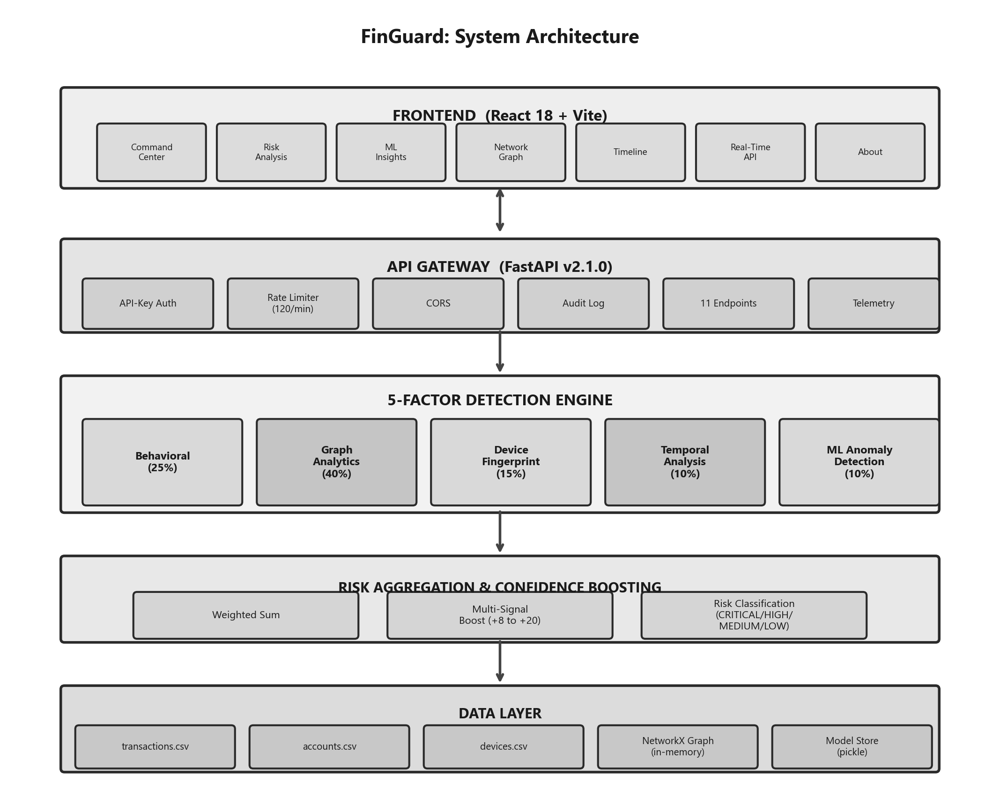 FinGuard: System Architecture
FRONTEND  (React 18 + Vite)
Command
Center
Risk
Analysis
ML
Insights
Network
Graph
Timeline
Real-Time
API
About
API GATEWAY  (FastAPI v2.1.0)
API-Key Auth
Rate Limiter
(120/min)
CORS
Audit Log
11 Endpoints
Telemetry
5-FACTOR DETECTION ENGINE
Behavioral
(25%)
Graph
Analytics
(40%)
Device
Fingerprint
(15%)
Temporal
Analysis
(10%)
ML Anomaly
Detection
(10%)
RISK AGGREGATION & CONFIDENCE BOOSTING
Weighted Sum
Multi-Signal
Boost (+8 to +20)
Risk Classification
(CRITICAL/HIGH/
MEDIUM/LOW)
DATA LAYER
transactions.csv
accounts.csv
devices.csv
NetworkX Graph
(in-memory)
Model Store
(pickle)